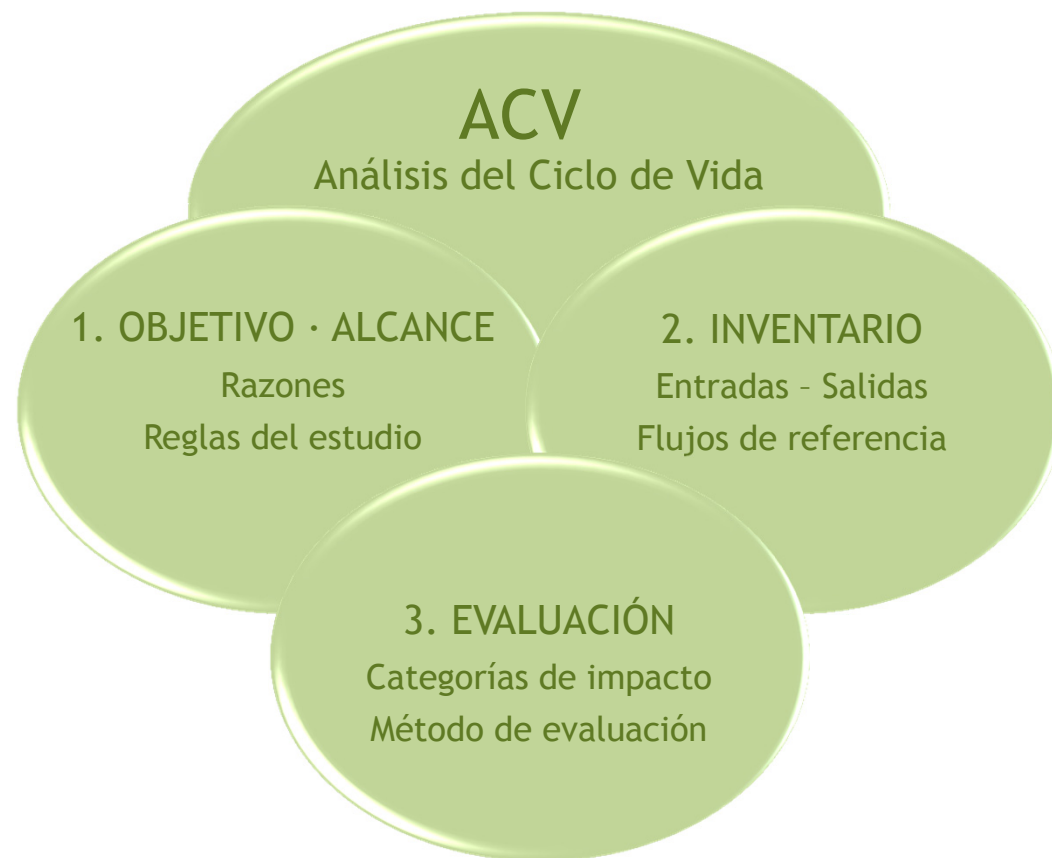 ACV
Análisis del Ciclo de Vida
1. OBJETIVO · ALCANCE
Razones
Reglas del estudio
2. INVENTARIO
Entradas – Salidas
Flujos de referencia
3. EVALUACIÓN
Categorías de impacto
Método de evaluación